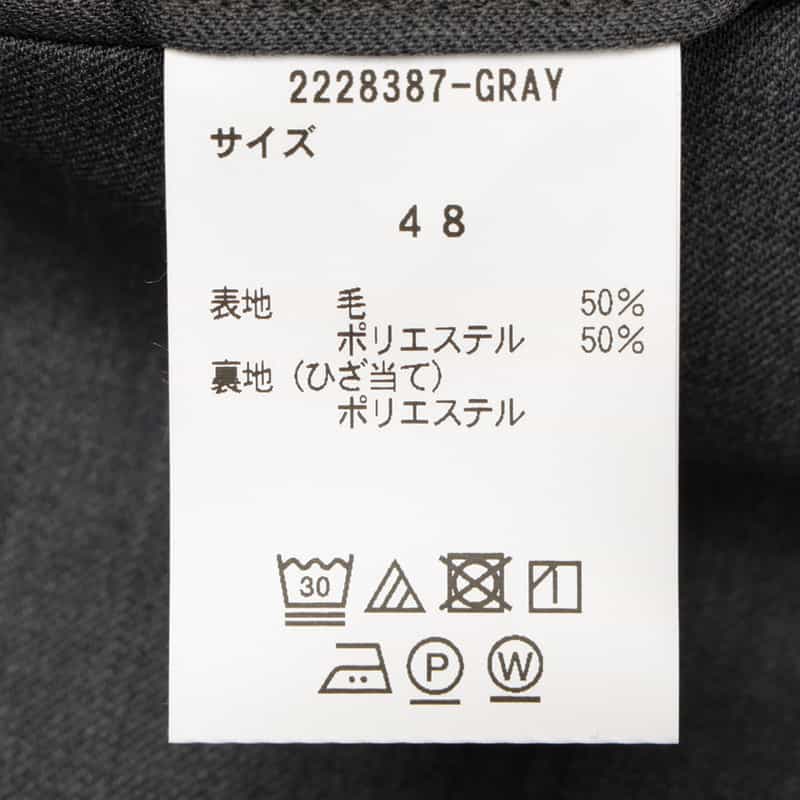 2228387-GRAY
サイズ
48
表地 毛 50%
ポリエステル 50%
裏地(ひざ当て)
ポリエステル
30
P W